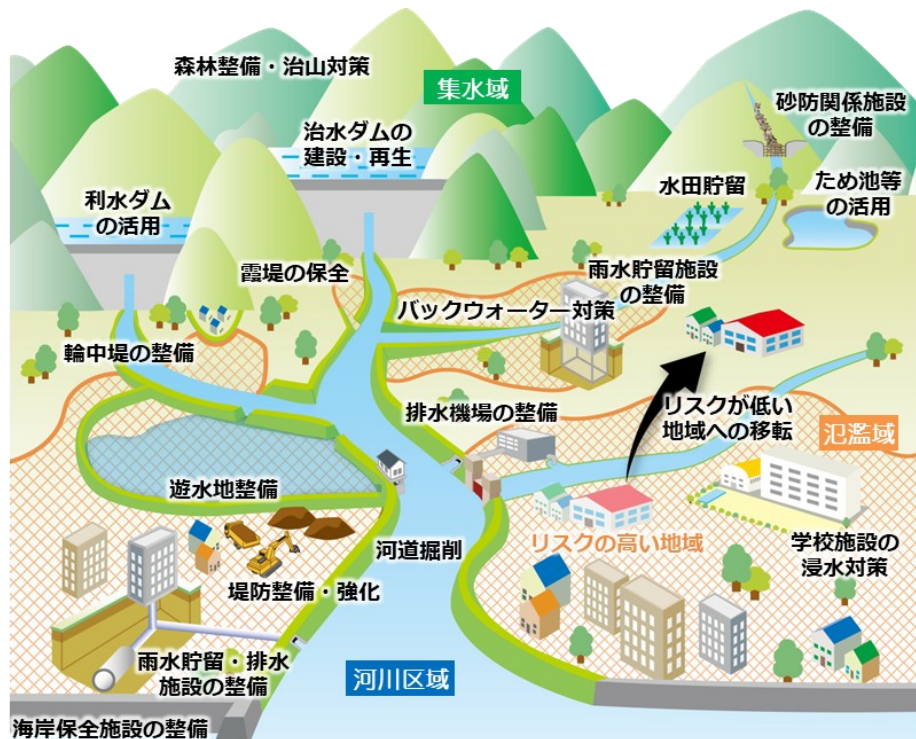 森林整備・治山対策
集水域
治水ダムの
建設・再生
砂防関係施設
の整備
利水ダム
の活用
水田貯留
ため池等
の活用
霞堤の保全
雨水貯留施設
の整備
バックウォーター対策
輪中堤の整備
排水機場の整備
リスクが低い
地域への移転
氾濫域
遊水地整備
河道掘削
リスクの高い地域
学校施設の
浸水対策
堤防整備・強化
雨水貯留・排水
施設の整備
河川区域
海岸保全施設の整備